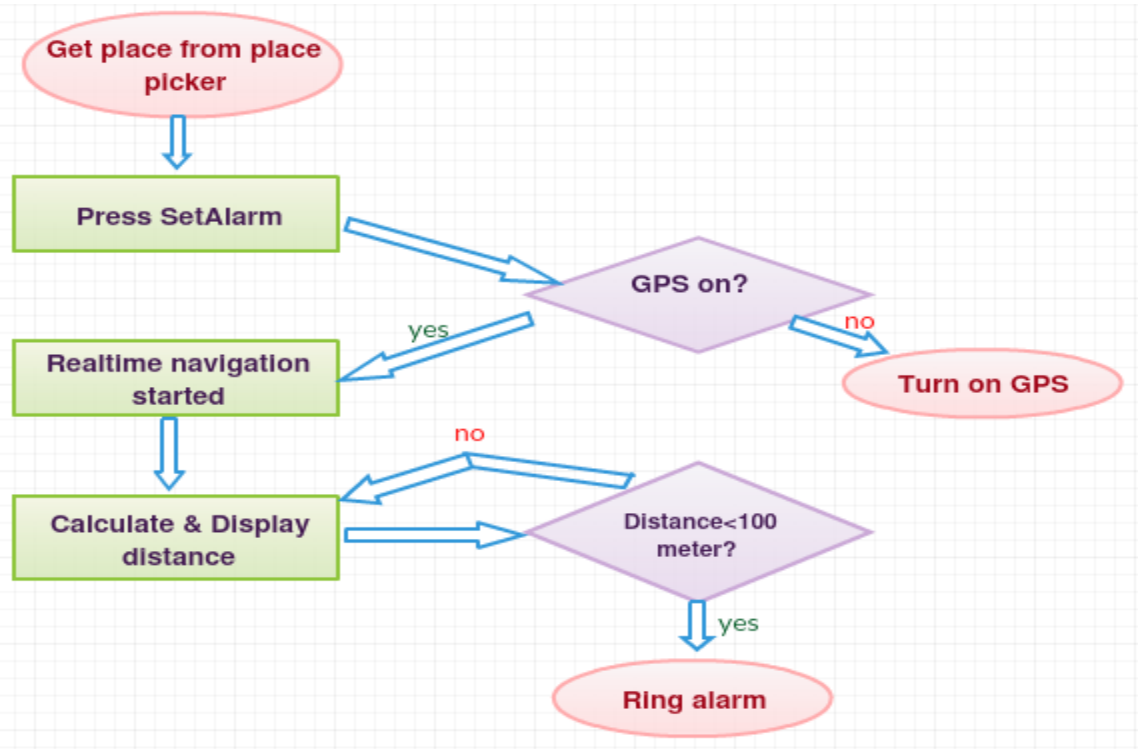 Get place from place
picker
Press SetAlarm
GPS on?
yes
no
Realtime navigation
started
Turn on GPS
no
Calculate & Display
distance
Distance<100
meter?
yes
Ring alarm